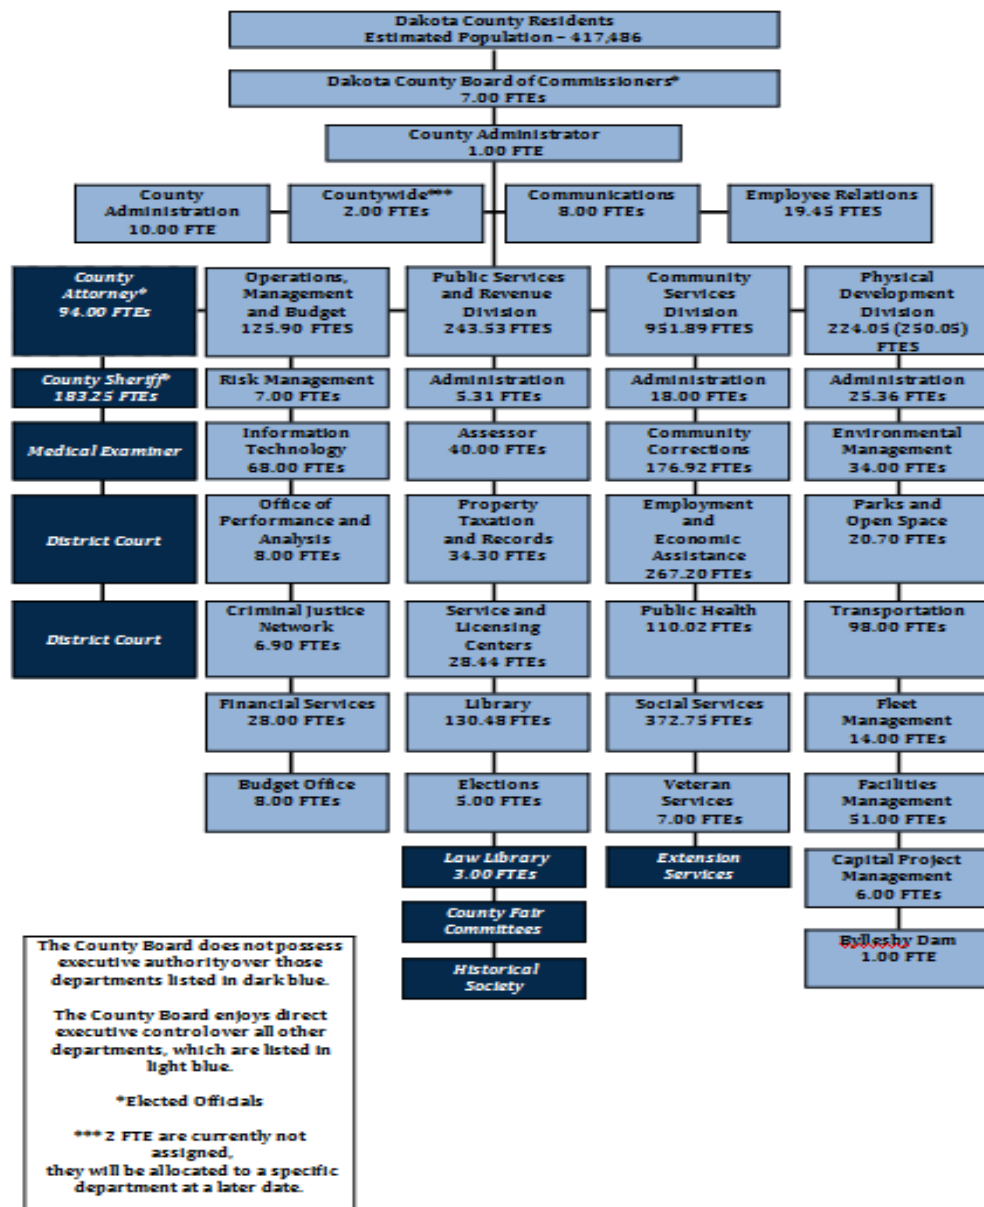 Dakota County Residents
Estimated Population – 417,486
Dakota County Board of Commissioners*
7.00 FTEs
County Administrator
1.00 FTE
County
Administration
10.00 FTE
Countywide***
2.00 FTEs
Communications
8.00 FTEs
Employee Relations
19.45 FTES
County
Attorney*
94.00 FTEs
Operations,
Management
and Budget
125.90 FTES
Public Services
and Revenue
Division
243.53 FTES
Community
Services
Division
951.89 FTES
Physical
Development
Division
224.05 (250.05)
FTES
County Sheriff*
183.25 FTEs
Risk Management
7.00 FTEs
Administration
5.31 FTEs
Administration
18.00 FTEs
Administration
25.36 FTEs
Medical Examiner
Information
Technology
68.00 FTEs
Assessor
40.00 FTEs
Community
Corrections
176.92 FTEs
Environmental
Management
34.00 FTEs
District Court
Office of
Performance and
Analysis
8.00 FTEs
Property
Taxation
and Records
34.30 FTEs
Employment
and
Economic
Assistance
267.20 FTEs
Parks and
Open Space
20.70 FTEs
District Court
Criminal Justice
Network
6.90 FTEs
Service and
Licensing
Centers
28.44 FTEs
Public Health
110.02 FTEs
Transportation
98.00 FTEs
Financial Services
28.00 FTEs
Library
130.48 FTEs
Social Services
372.75 FTEs
Fleet
Management
14.00 FTEs
Budget Office
8.00 FTEs
Elections
5.00 FTEs
Veteran
Services
7.00 FTEs
Facilities
Management
51.00 FTEs
Law Library
3.00 FTEs
Extension
Services
Capital Project
Management
6.00 FTEs
County Fair
Committees
Byllesby Dam
1.00 FTE
Historical
Society
The County Board does not possess
executive authority over those
departments listed in dark blue.
The County Board enjoys direct
executive control over all other
departments, which are listed in
light blue.
*Elected Officials
*** 2 FTE are currently not
assigned,
they will be allocated to a specific
department at a later date.